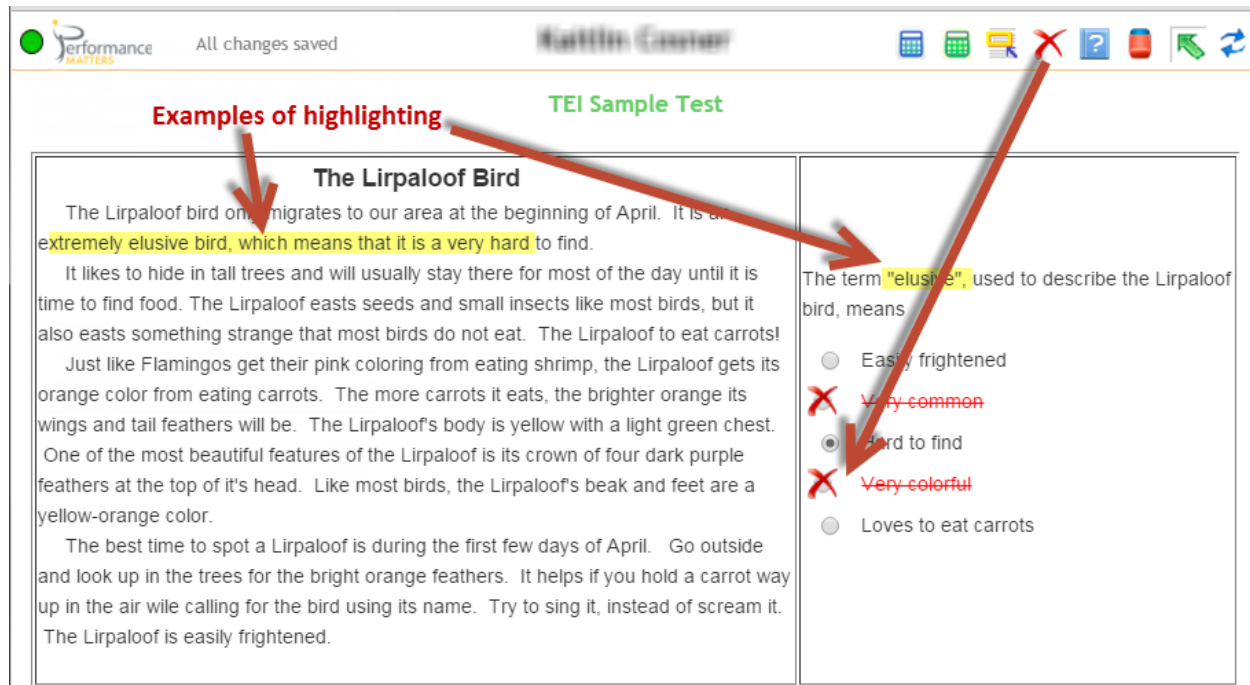 Performance
MATTERS
All changes saved
TEI Sample Test
Examples of highlighting
The Lirpaloof Bird
The Lirpaloof bird only migrates to our area at the beginning of April. It is an
extremely elusive bird, which means that it is a very hard to find.
It likes to hide in tall trees and will usually stay there for most of the day until it is
time to find food. The Lirpaloof easts seeds and small insects like most birds, but it
also easts something strange that most birds do not eat. The Lirpaloof to eat carrots!
Just like Flamingos get their pink coloring from eating shrimp, the Lirpaloof gets its
orange color from eating carrots. The more carrots it eats, the brighter orange its
wings and tail feathers will be. The Lirpaloof's body is yellow with a light green chest.
One of the most beautiful features of the Lirpaloof is its crown of four dark purple
feathers at the top of it's head. Like most birds, the Lirpaloof's beak and feet are a
yellow-orange color.
The best time to spot a Lirpaloof is during the first few days of April. Go outside
and look up in the trees for the bright orange feathers. It helps if you hold a carrot way
up in the air wile calling for the bird using its name. Try to sing it, instead of scream it.
The Lirpaloof is easily frightened.
The term "elusive", used to describe the Lirpaloof
bird, means
Easily frightened
Very common
Hard to find
Very colorful
Loves to eat carrots